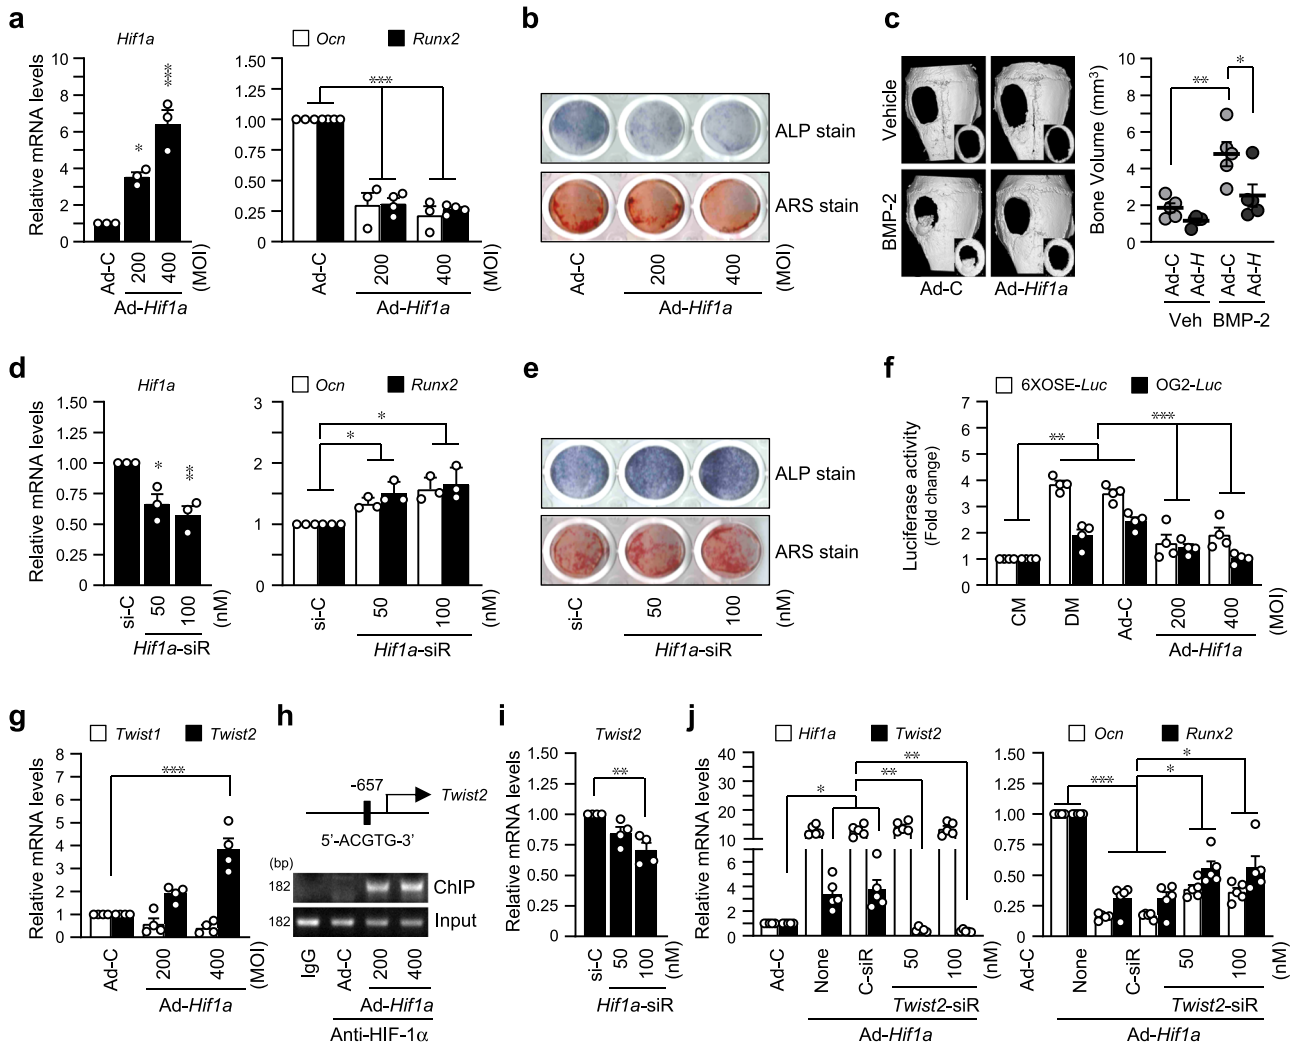 a
Hif1a
Relative mRNA levels
10
8
6
4
2
0
*
***
Ad-C
200
400
(MOI)
Ad-Hif1a
Ocn
Runx2
1.50
1.25
1.00
0.75
0.50
0.25
0
***
Ad-C
200
400
(MOI)
Ad-Hif1a
b
ALP stain
ARS stain
Ad-C
200
400
(MOI)
Ad-Hif1a
c
Vehicle
BMP-2
Ad-C
Ad-Hif1a
Bone Volume (mm³)
10
8
6
4
2
0
**
*
Ad-C
Ad-H
Ad-C
Ad-H
Veh
BMP-2
d
Hif1a
Relative mRNA levels
1.50
1.25
1.00
0.75
0.50
0.25
0
*
**
si-C
50
100
Hif1a-siR
Ocn
Runx2
3
2
1
0
*
*
si-C
50
100
(nM)
Hif1a-siR
e
ALP stain
ARS stain
si-C
50
100
(nM)
Hif1a-siR
f
6XOSE-Luc
OG2-Luc
Luciferase activity
(Fold change)
7
6
5
4
3
2
1
0
**
***
CM
DM
Ad-C
200
400
(MOI)
Ad-Hif1a
g
Twist1
Twist2
Relative mRNA levels
8
7
6
5
4
3
2
1
0
***
Ad-C
200
400
(MOI)
Ad-Hif1a
h
-657
Twist2
5'-ACGTG-3'
(bp)
182
ChIP
182
Input
IgG
Ad-C
200
400
Ad-Hif1a
Anti-HIF-1α
i
Twist2
Relative mRNA levels
1.50
1.25
1.00
0.75
0.50
0.25
0
**
si-C
50
100
(nM)
Hif1a-siR
j
Hif1a
Twist2
Relative mRNA levels
40
30
20
10
6
4
2
0
*
**
**
Ad-C
None
C-siR
50
100
(nM)
Twist2-siR
Ad-Hif1a
Ocn
Runx2
1.50
1.25
1.00
0.75
0.50
0.25
0
***
*
*
Ad-C
None
C-siR
50
100
(nM)
Twist2-siR
Ad-Hif1a